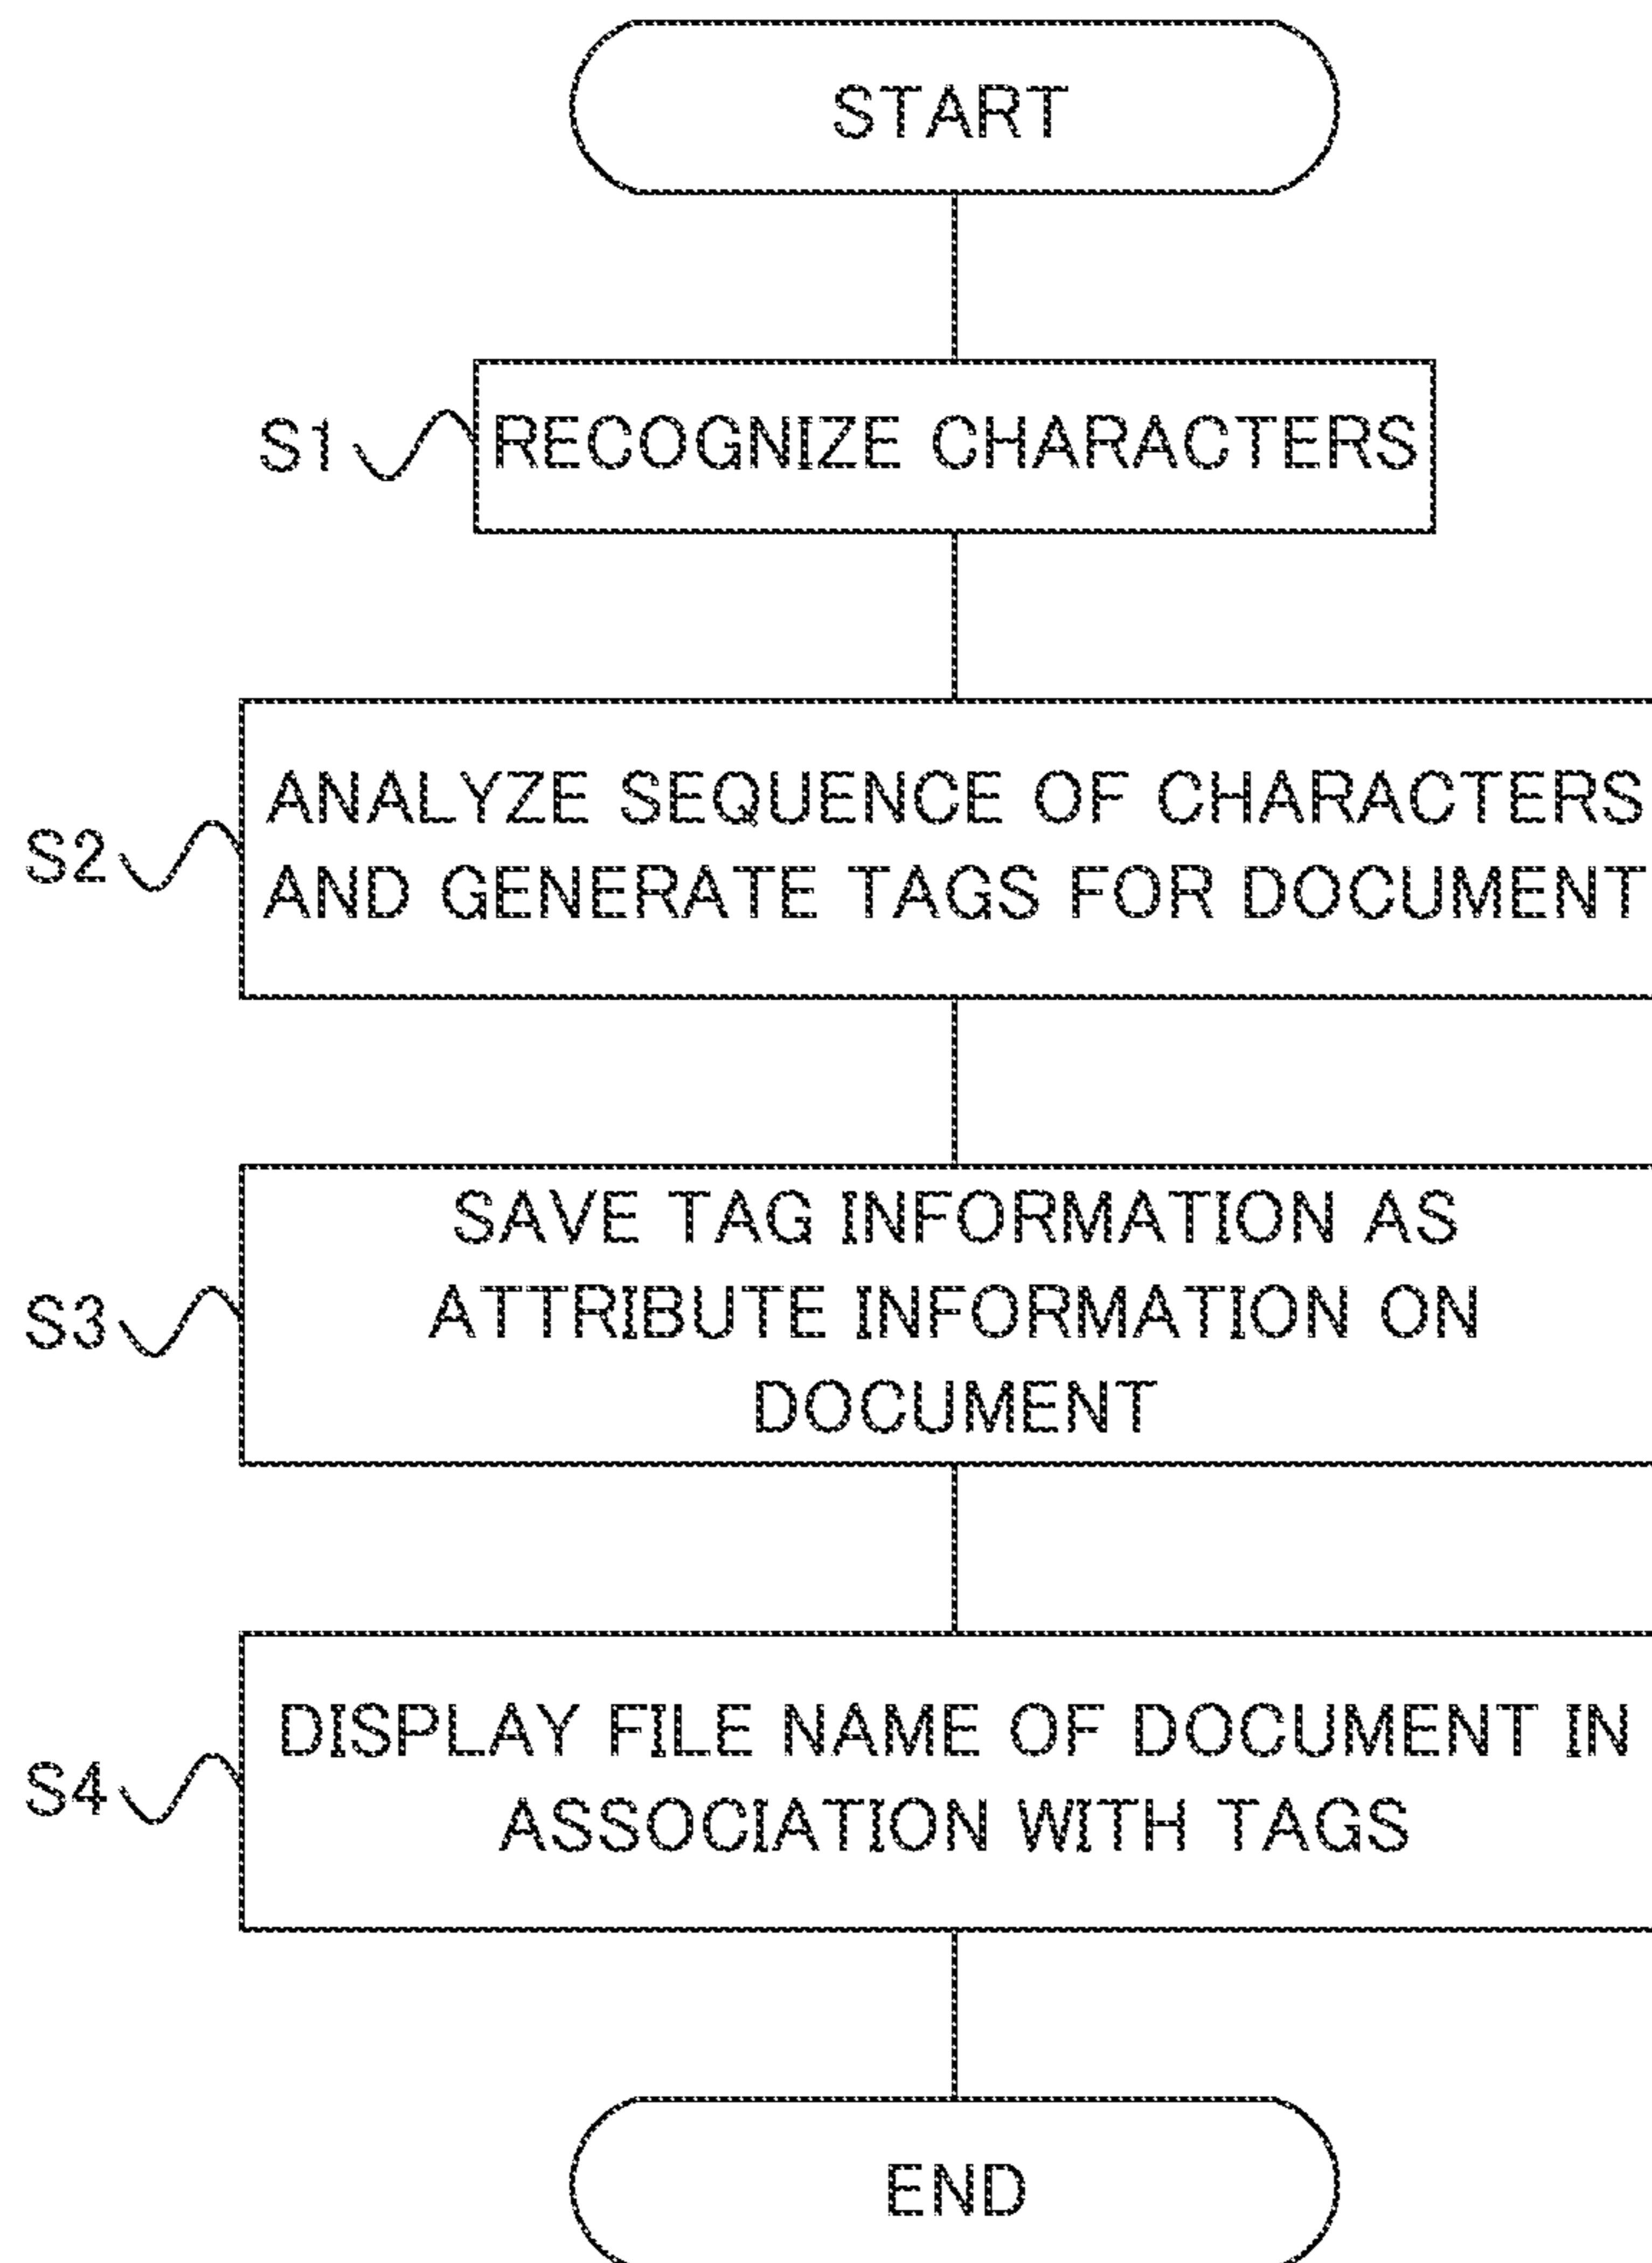 START
S1
RECOGNIZE CHARACTERS
S2
ANALYZE SEQUENCE OF CHARACTERS
AND GENERATE TAGS FOR DOCUMENT
S3
SAVE TAG INFORMATION AS
ATTRIBUTE INFORMATION ON
DOCUMENT
S4
DISPLAY FILE NAME OF DOCUMENT IN
ASSOCIATION WITH TAGS
END